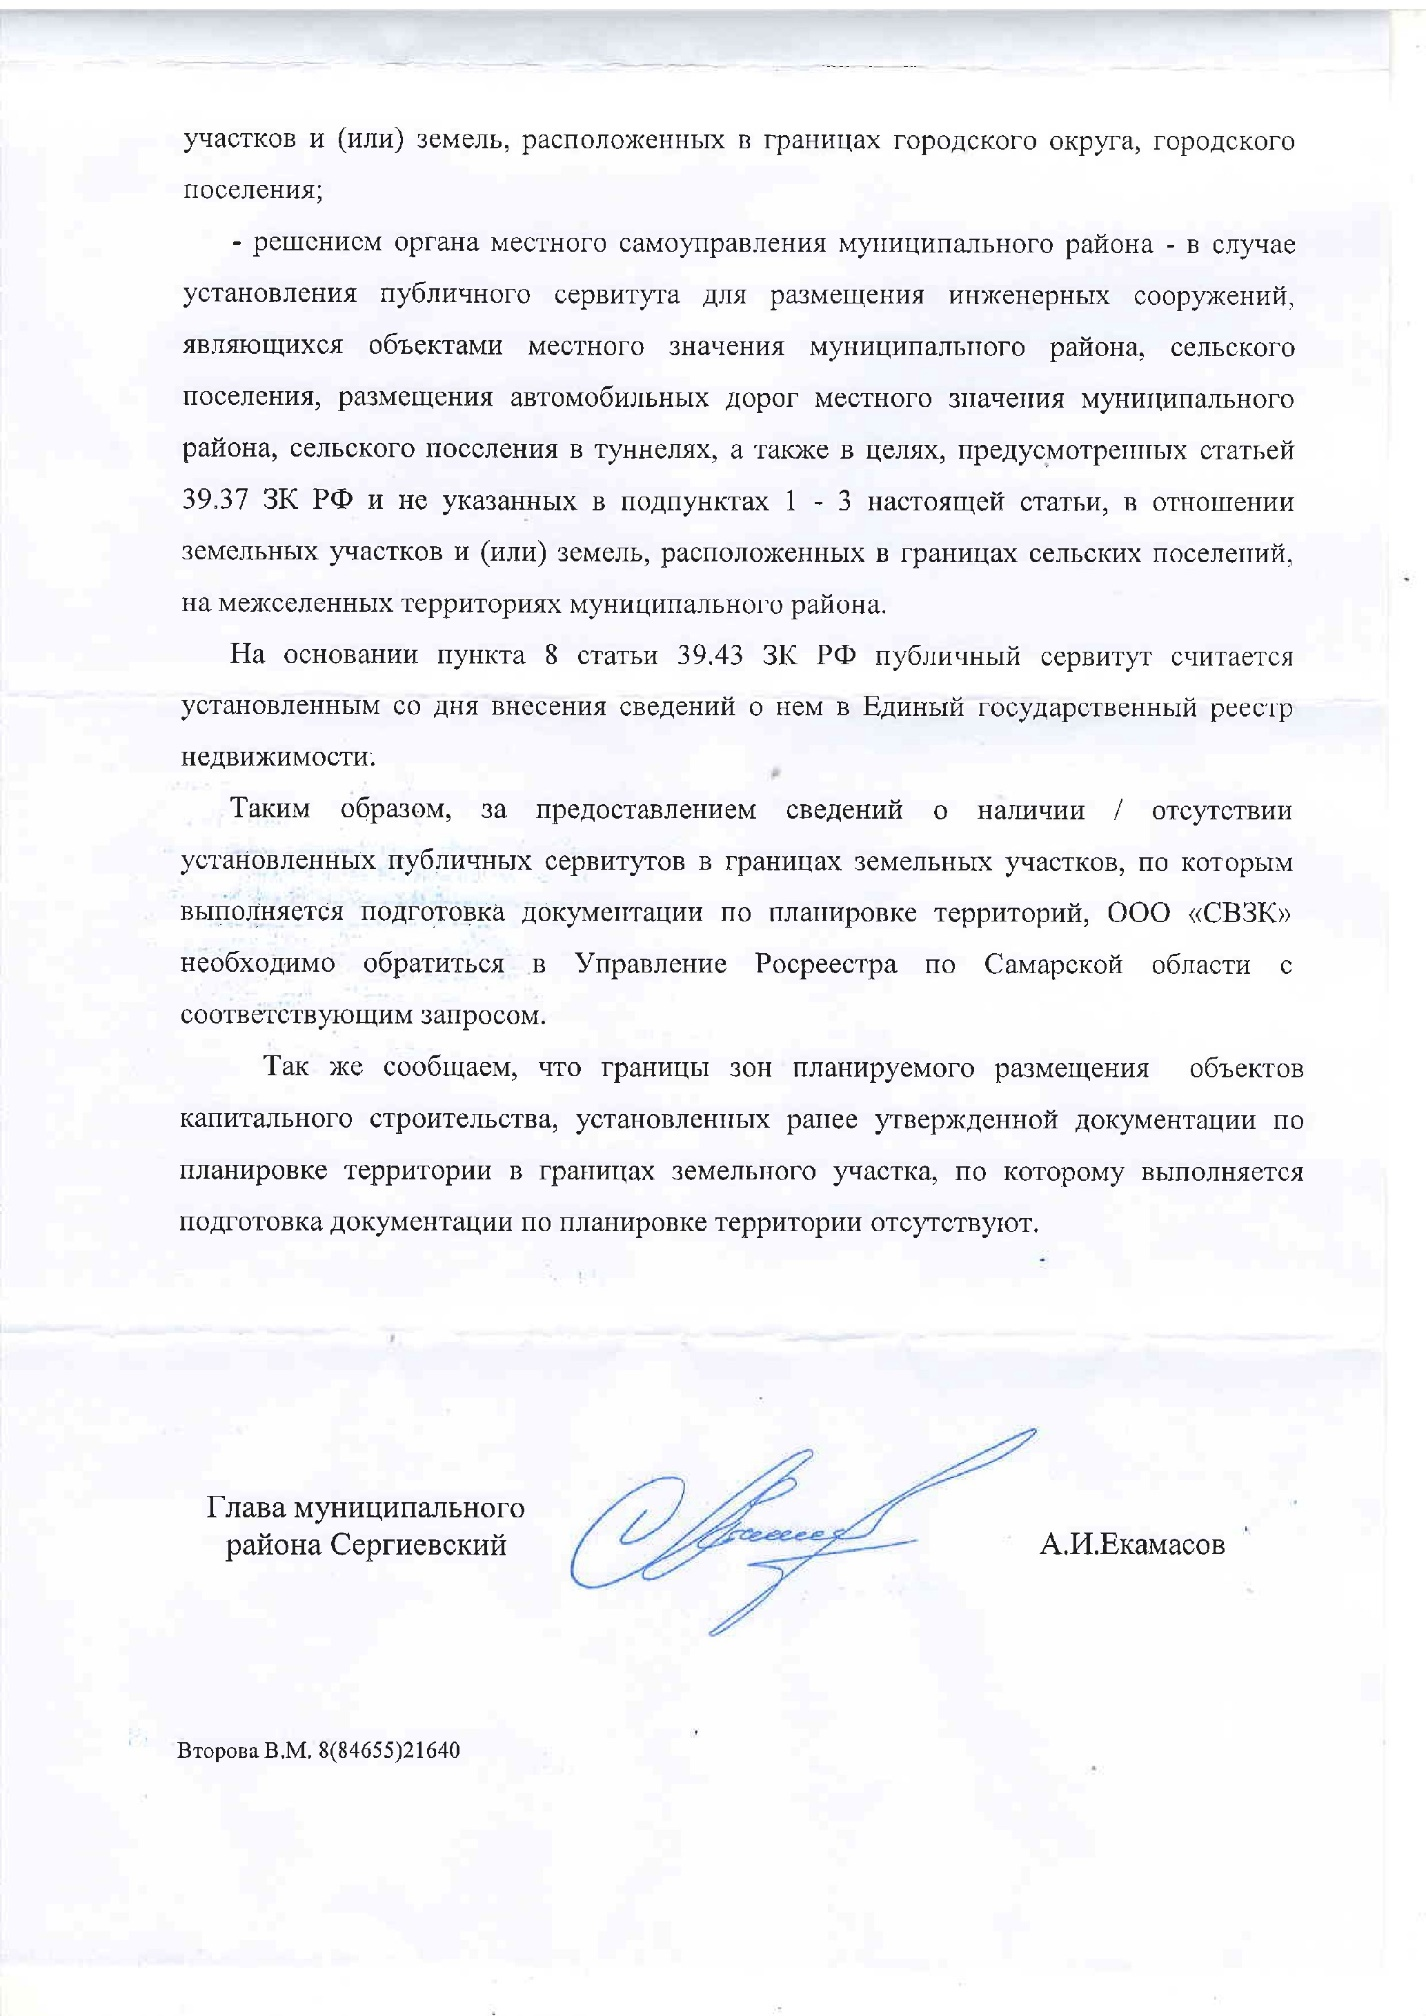 участков и (или) земель, расположенных в границах городского округа, городского
поселения;
- решением органа местного самоуправления муниципального района - в случае
установления публичного сервитута для размещения инженерных сооружений,
являющихся объектами местного значения муниципального района, сельского
поселения, размещения автомобильных дорог местного значения муниципального
района, сельского поселения в туннелях, а также в целях, предусмотренных статьей
39.37 ЗК РФ и не указанных в подпунктах 1 - 3 настоящей статьи, в отношении
земельных участков и (или) земель, расположенных в границах сельских поселений,
на межселенных территориях муниципального района.
На основании пункта 8 статьи 39.43 ЗК РФ публичный сервитут считается
установленным со дня внесения сведений о нем в Единый государственный реестр
недвижимости.
Таким образом, за предоставлением сведений о наличии / отсутствии
установленных публичных сервитутов в границах земельных участков, по которым
выполняется подготовка документации по планировке территорий, ООО «СВЗК»
необходимо обратиться в Управление Росреестра по Самарской области с
соответствующим запросом.
Так же сообщаем, что границы зон планируемого размещения объектов
капитального строительства, установленных ранее утвержденной документации по
планировке территории в границах земельного участка, по которому выполняется
подготовка документации по планировке территории отсутствуют.
Глава муниципального
района Сергиевский А.И.Екамасов
Второва В.М. 8(84655)21640